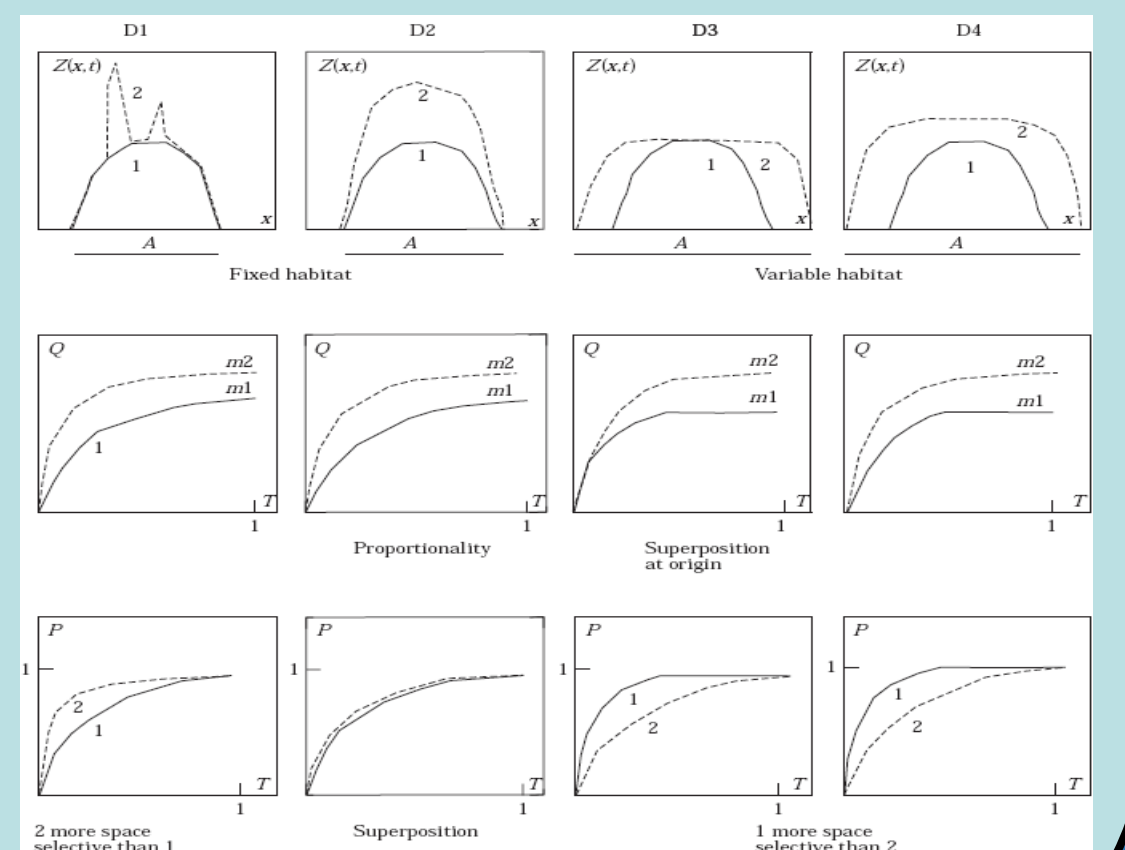 D1 D2 D3 D4
Z(x,t) Z(x,t) Z(x,t) Z(x,t)
2 2 2
1 1 1 2 1
x x x x
A A A A
Fixed habitat Variable habitat
Q Q Q Q
m2 m2 m2 m2
m1 m1 m1 m1
1
T T T T
1 1 1 1
Proportionality Superposition
at origin
P P P P
1 1 1 1
2 1 1
1 2 2
T T T T
1 1 1 1
2 more space Superposition 1 more space
selective than 1 selective than 2